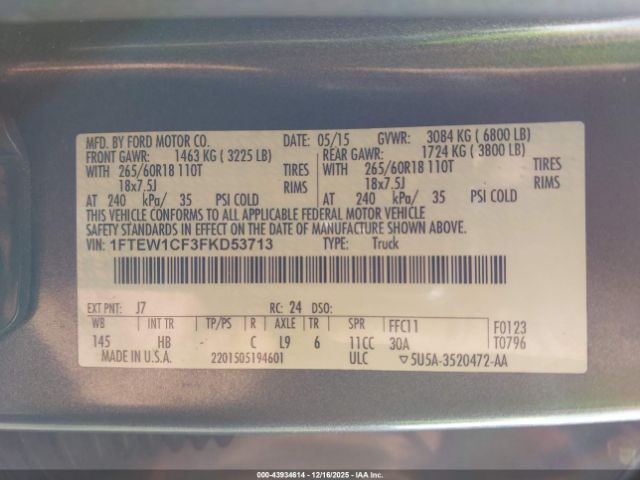 MFD. BY FORD MOTOR CO. DATE: 05/15 GVWR: 3084 KG ( 6800 LB)
FRONT GAWR: 1463 KG ( 3225 LB) REAR GAWR: 1724 KG ( 3800 LB)
WITH 265/60R18 110T TIRES WITH 265/60R18 110T TIRES
18x7.5J RIMS 18x7.5J RIMS
AT 240 kPa/ 35 PSI COLD AT 240 kPa/ 35 PSI COLD
THIS VEHICLE CONFORMS TO ALL APPLICABLE FEDERAL MOTOR VEHICLE
SAFETY STANDARDS IN EFFECT ON THE DATE OF MANUFACTURE SHOWN ABOVE.
VIN: 1FTEW1CF3FKD53713 TYPE: Truck
EXT PNT: J7 RC: 24 DSO:
WB INT TR TP/PS R AXLE TR SPR FFC11 F0123
145 HB C L9 6 11CC 30A T0796
MADE IN U.S.A. 2201505194601 ULC 5U5A-3520472-AA
000-43934614 - 12/16/2025 - IAA Inc.